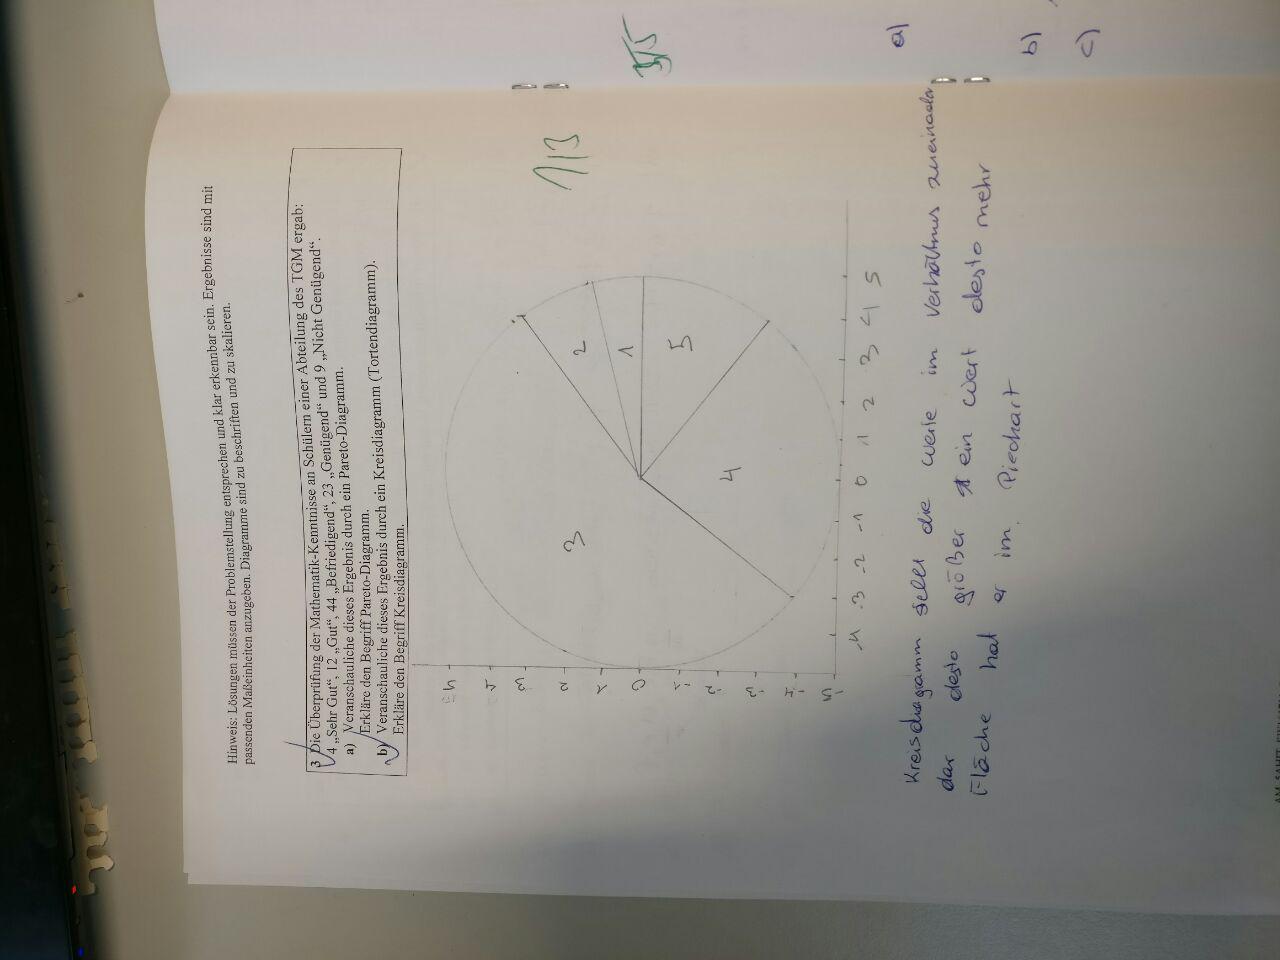 Hinweis: Lösungen müssen der Problemstellung entsprechen und klar erkennbar sein. Ergebnisse sind mit
passenden Maßeinheiten anzugeben. Diagramme sind zu beschriften und zu skalieren.
3 Die Überprüfung der Mathematik-Kenntnisse an Schülern einer Abteilung des TGM ergab:
4 „Sehr Gut“, 12 „Gut“, 44 „Befriedigend“, 23 „Genügend“ und 9 „Nicht Genügend“.
a) Veranschauliche dieses Ergebnis durch ein Pareto-Diagramm.
Erkläre den Begriff Pareto-Diagramm.
b) Veranschauliche dieses Ergebnis durch ein Kreisdiagramm (Tortendiagramm).
Erkläre den Begriff Kreisdiagramm.
5
4
3
2
1
0
-1
-2
-3
-4
-5
3
2
1
5
4
-4 -3 -2 -1 0 1 2 3 4 5
1/3
3/5
Kreisdiagramm stellt die Werte im Verhältnus zueinader
dar desto größer ein Wert desto mehr
Fläche hat er im Piechart
a)
b)
c)